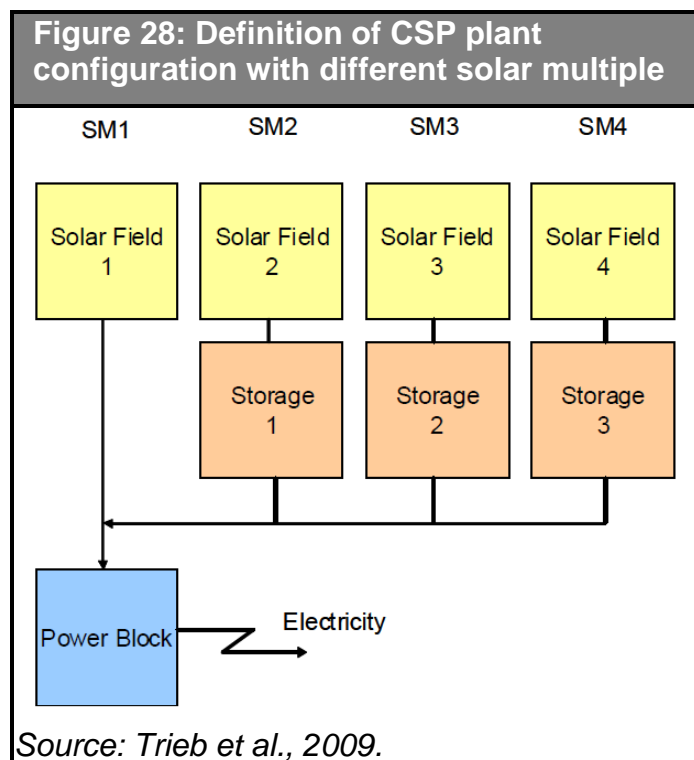 Figure 28: Definition of CSP plant
configuration with different solar multiple
SM1 SM2 SM3 SM4
Solar Field
1
Solar Field
2
Solar Field
3
Solar Field
4
Storage
1
Storage
2
Storage
3
Power Block
Electricity
Source: Trieb et al., 2009.